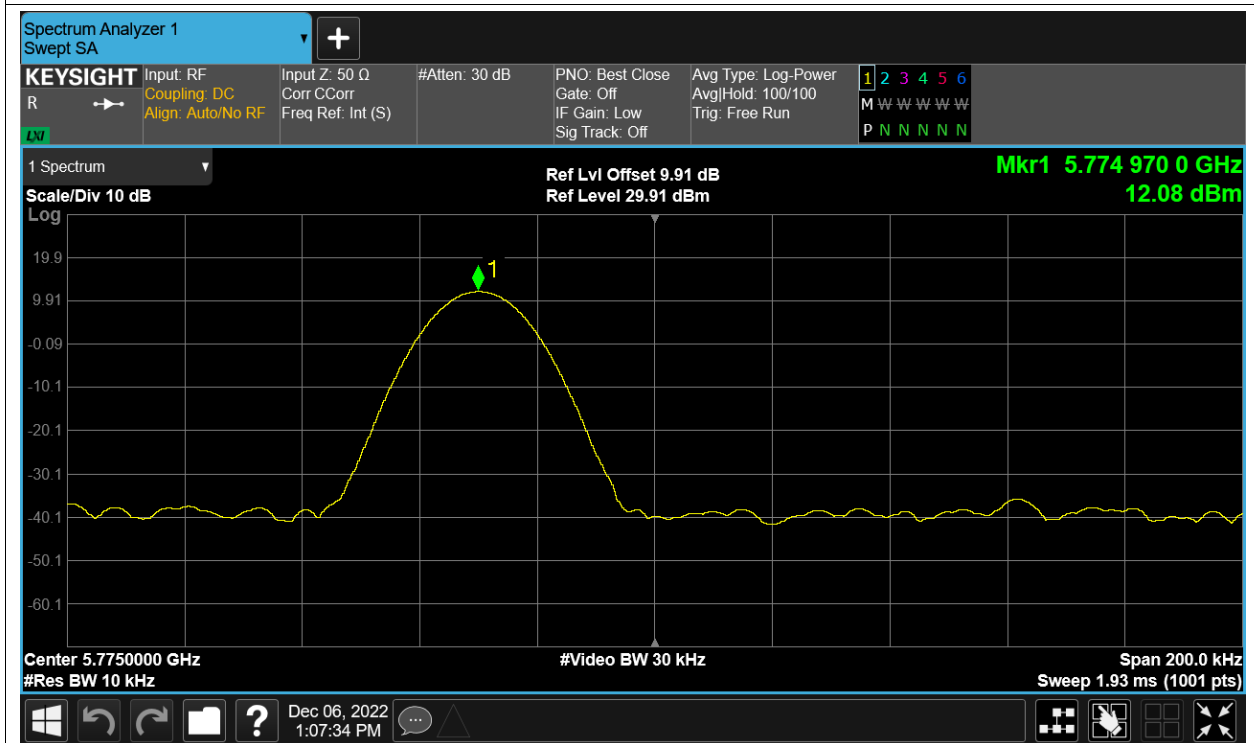 Spectrum Analyzer 1
Swept SA
KEYSIGHT
R
LXI
Input: RF
Coupling: DC
Align: Auto/No RF
Input Z: 50 Ω
Corr CCorr
Freq Ref: Int (S)
#Atten: 30 dB
PNO: Best Close
Gate: Off
IF Gain: Low
Sig Track: Off
Avg Type: Log-Power
Avg|Hold: 100/100
Trig: Free Run
1 2 3 4 5 6
M W W W W W
P N N N N N
1 Spectrum
Scale/Div 10 dB
Ref Lvl Offset 9.91 dB
Ref Level 29.91 dBm
Mkr1 5.774 970 0 GHz
12.08 dBm
Log
19.9
9.91
-0.09
-10.1
-20.1
-30.1
-40.1
-50.1
-60.1
1
Center 5.7750000 GHz
#Res BW 10 kHz
#Video BW 30 kHz
Span 200.0 kHz
Sweep 1.93 ms (1001 pts)
?
Dec 06, 2022
1:07:34 PM